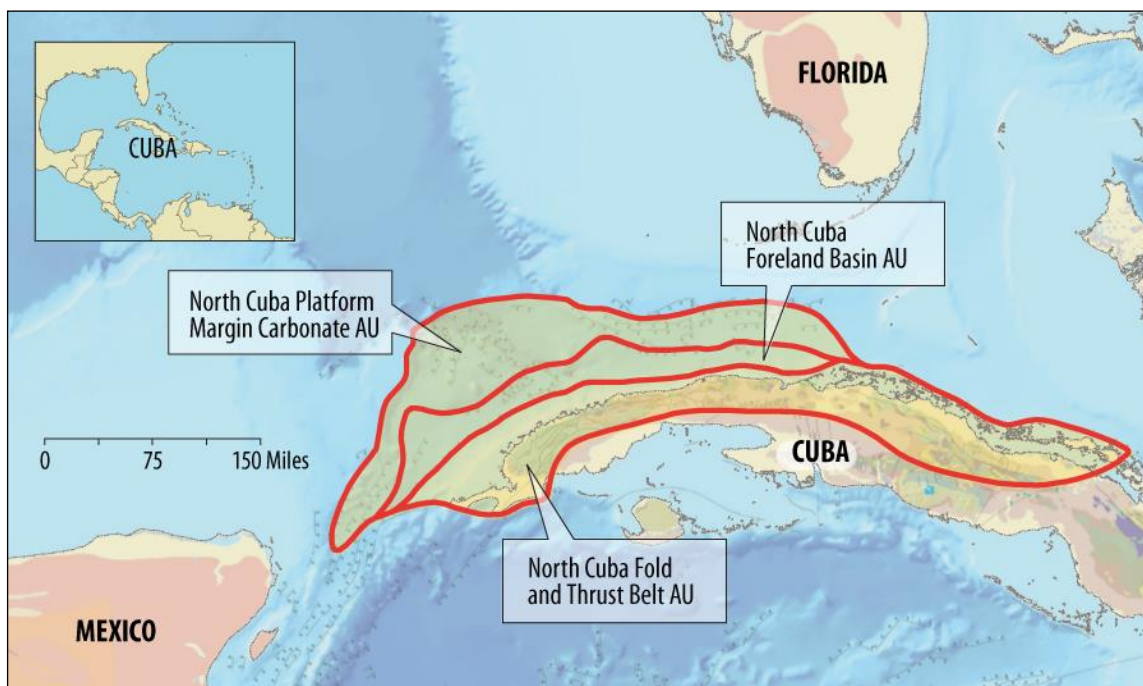 CUBA
FLORIDA
North Cuba
Foreland Basin AU
North Cuba Platform
Margin Carbonate AU
0 75 150 Miles
CUBA
North Cuba Fold
and Thrust Belt AU
MEXICO